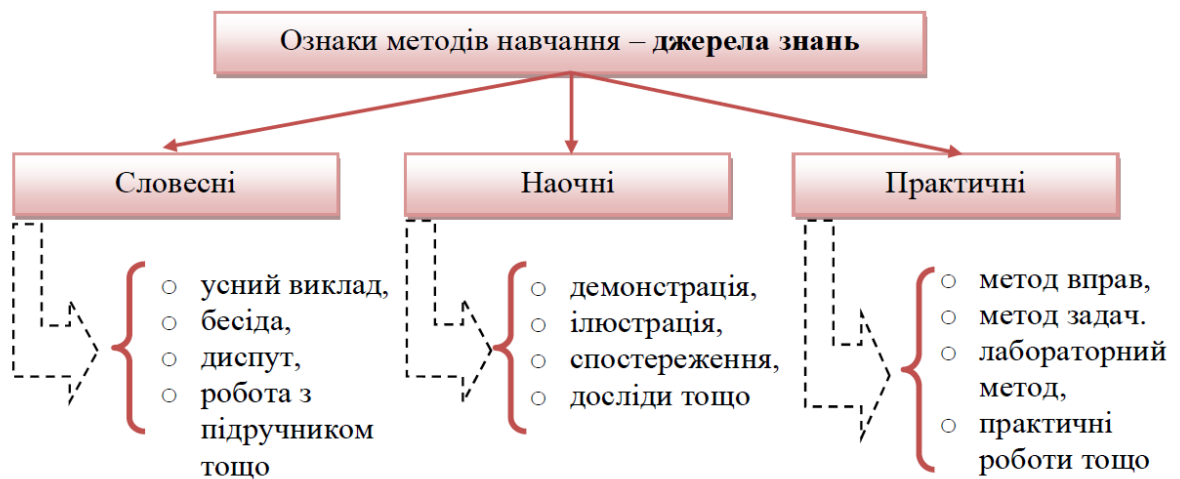 Ознаки методів навчання – джерела знань
Словесні
усний виклад,
бесіда,
диспут,
робота з
підручником
тощо
Наочні
демонстрація,
ілюстрація,
спостереження,
досліди тощо
Практичні
метод вправ,
метод задач.
лабораторний
метод,
практичні
роботи тощо